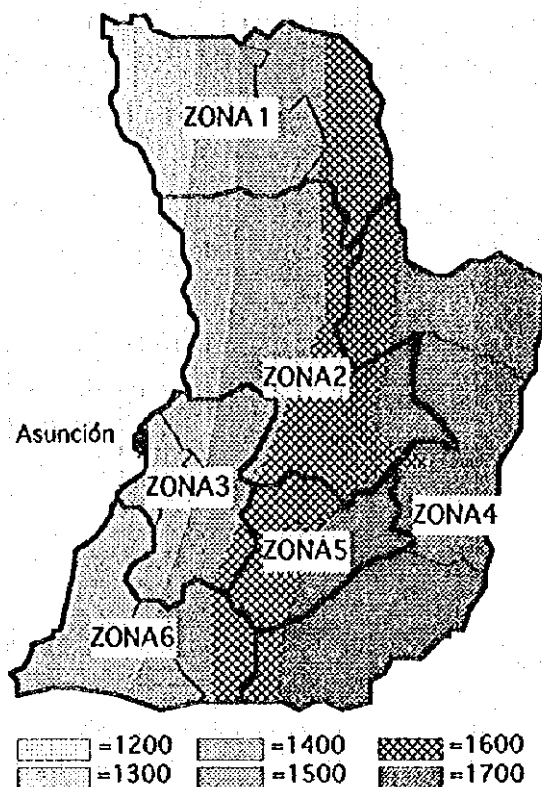 ZONA 1
ZONA2
Asunción
ZONA3
ZONA4
ZONA5
ZONA6
=1200 =1400 =1600
=1300 =1500 =1700